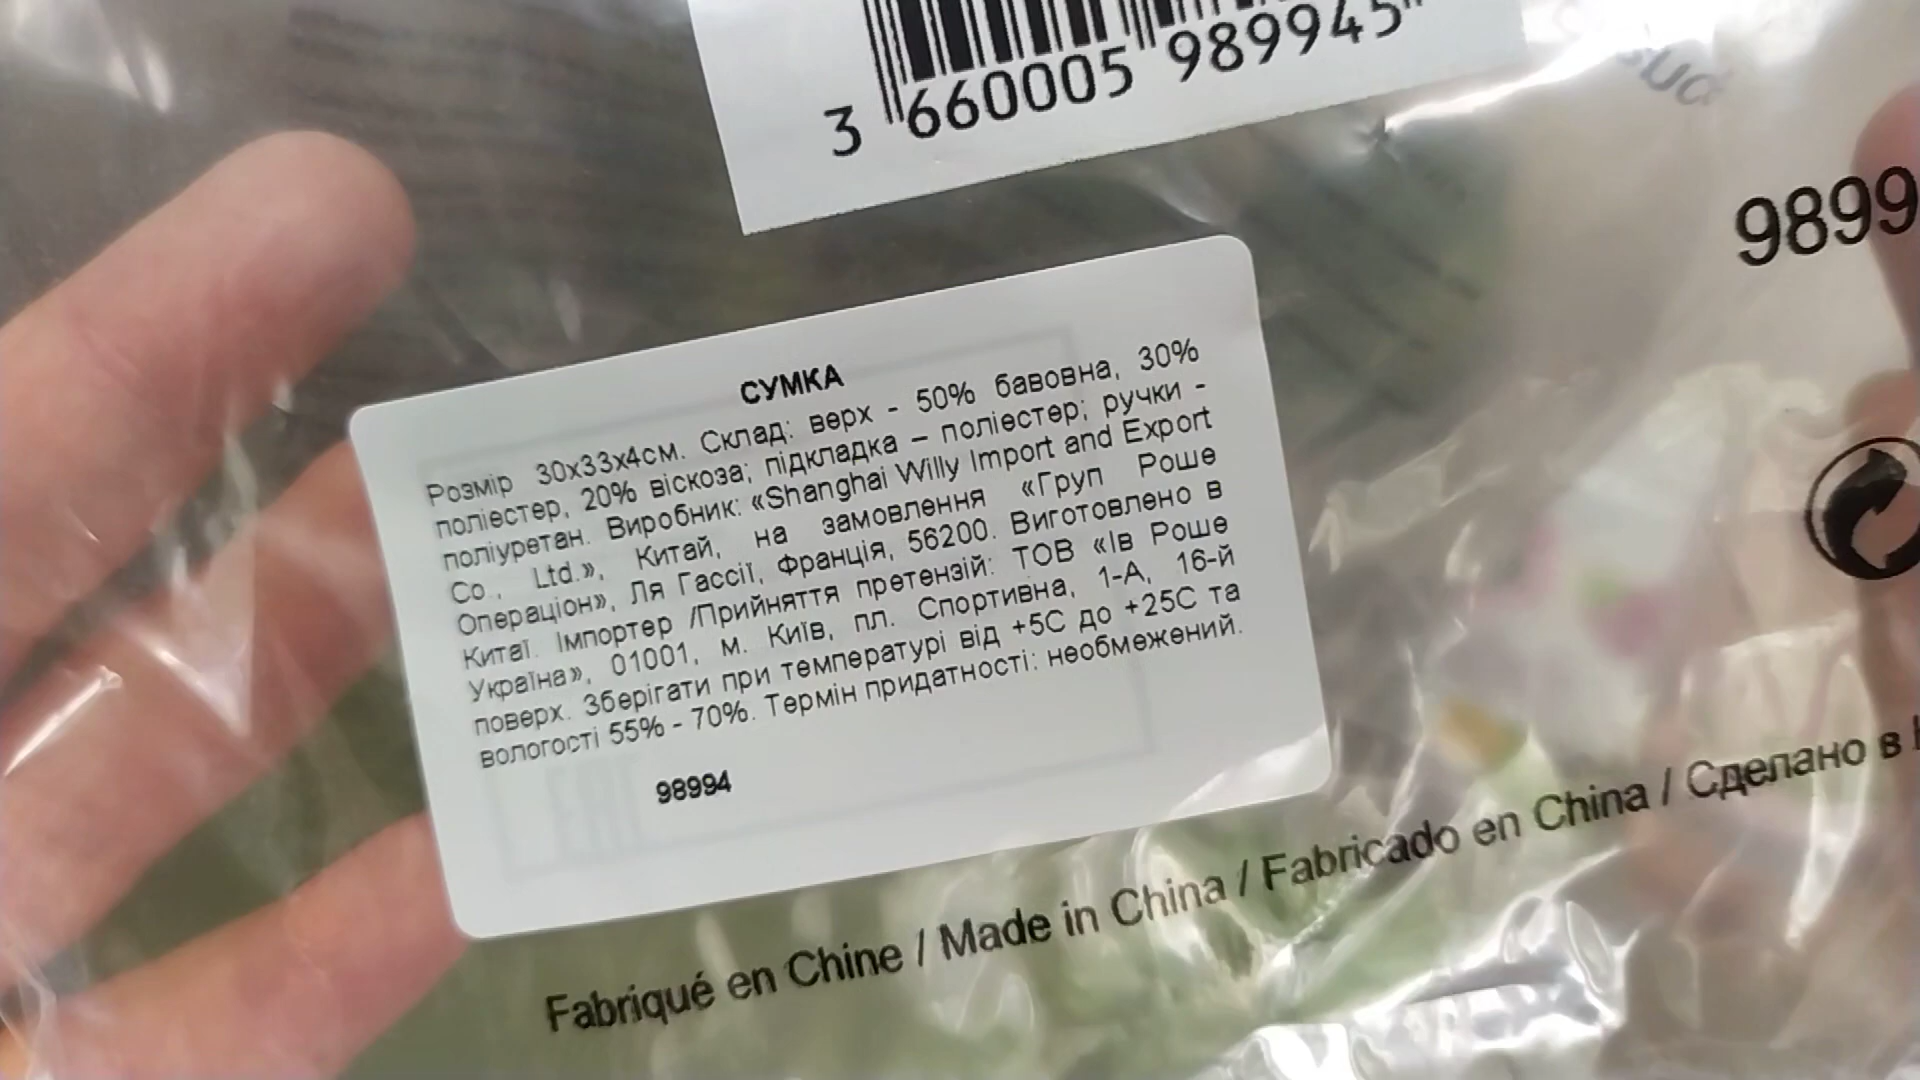 3 660005 989945
9899
СУМКА
Розмір 30х33х4см. Склад: верх - 50% бавовна, 30%
поліестер, 20% віскоза; підкладка – поліестер; ручки -
поліуретан. Виробник: «Shanghai Willy Import and Export
Co., Ltd.», Китай, на замовлення «Груп Роше
Операціон», Ля Гассії, Франція, 56200. Виготовлено в
Китаї. Імпортер /Прийняття претензій: ТОВ «Ів Роше
Україна», 01001, м. Київ, пл. Спортивна, 1-А, 16-й
поверх. Зберігати при температурі від +5С до +25С та
вологості 55% - 70%. Термін придатності: необмежений.
98994
Fabriqué en Chine / Made in China / Fabricado en China / Сделано в